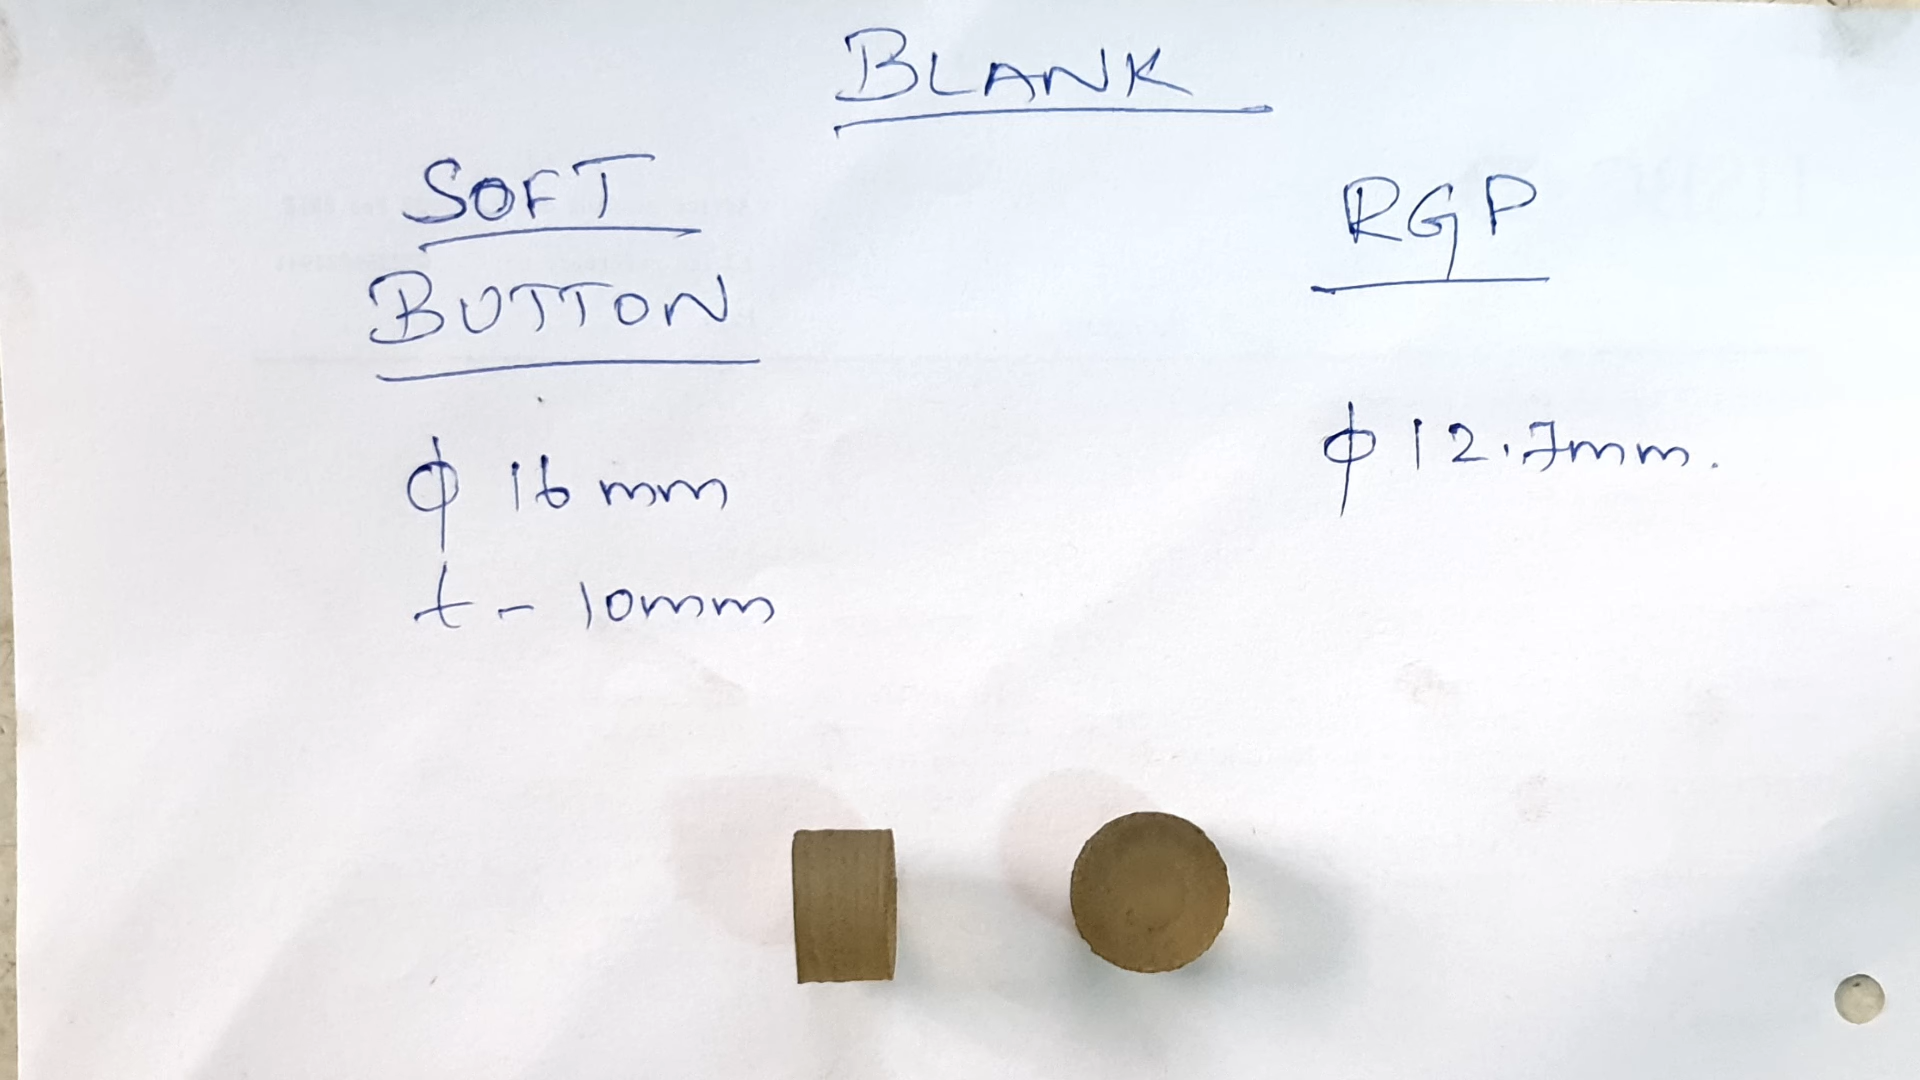 BLANK
SOFT
BUTTON
ϕ 16 mm
t - 10mm
RGP
ϕ 12.7mm.